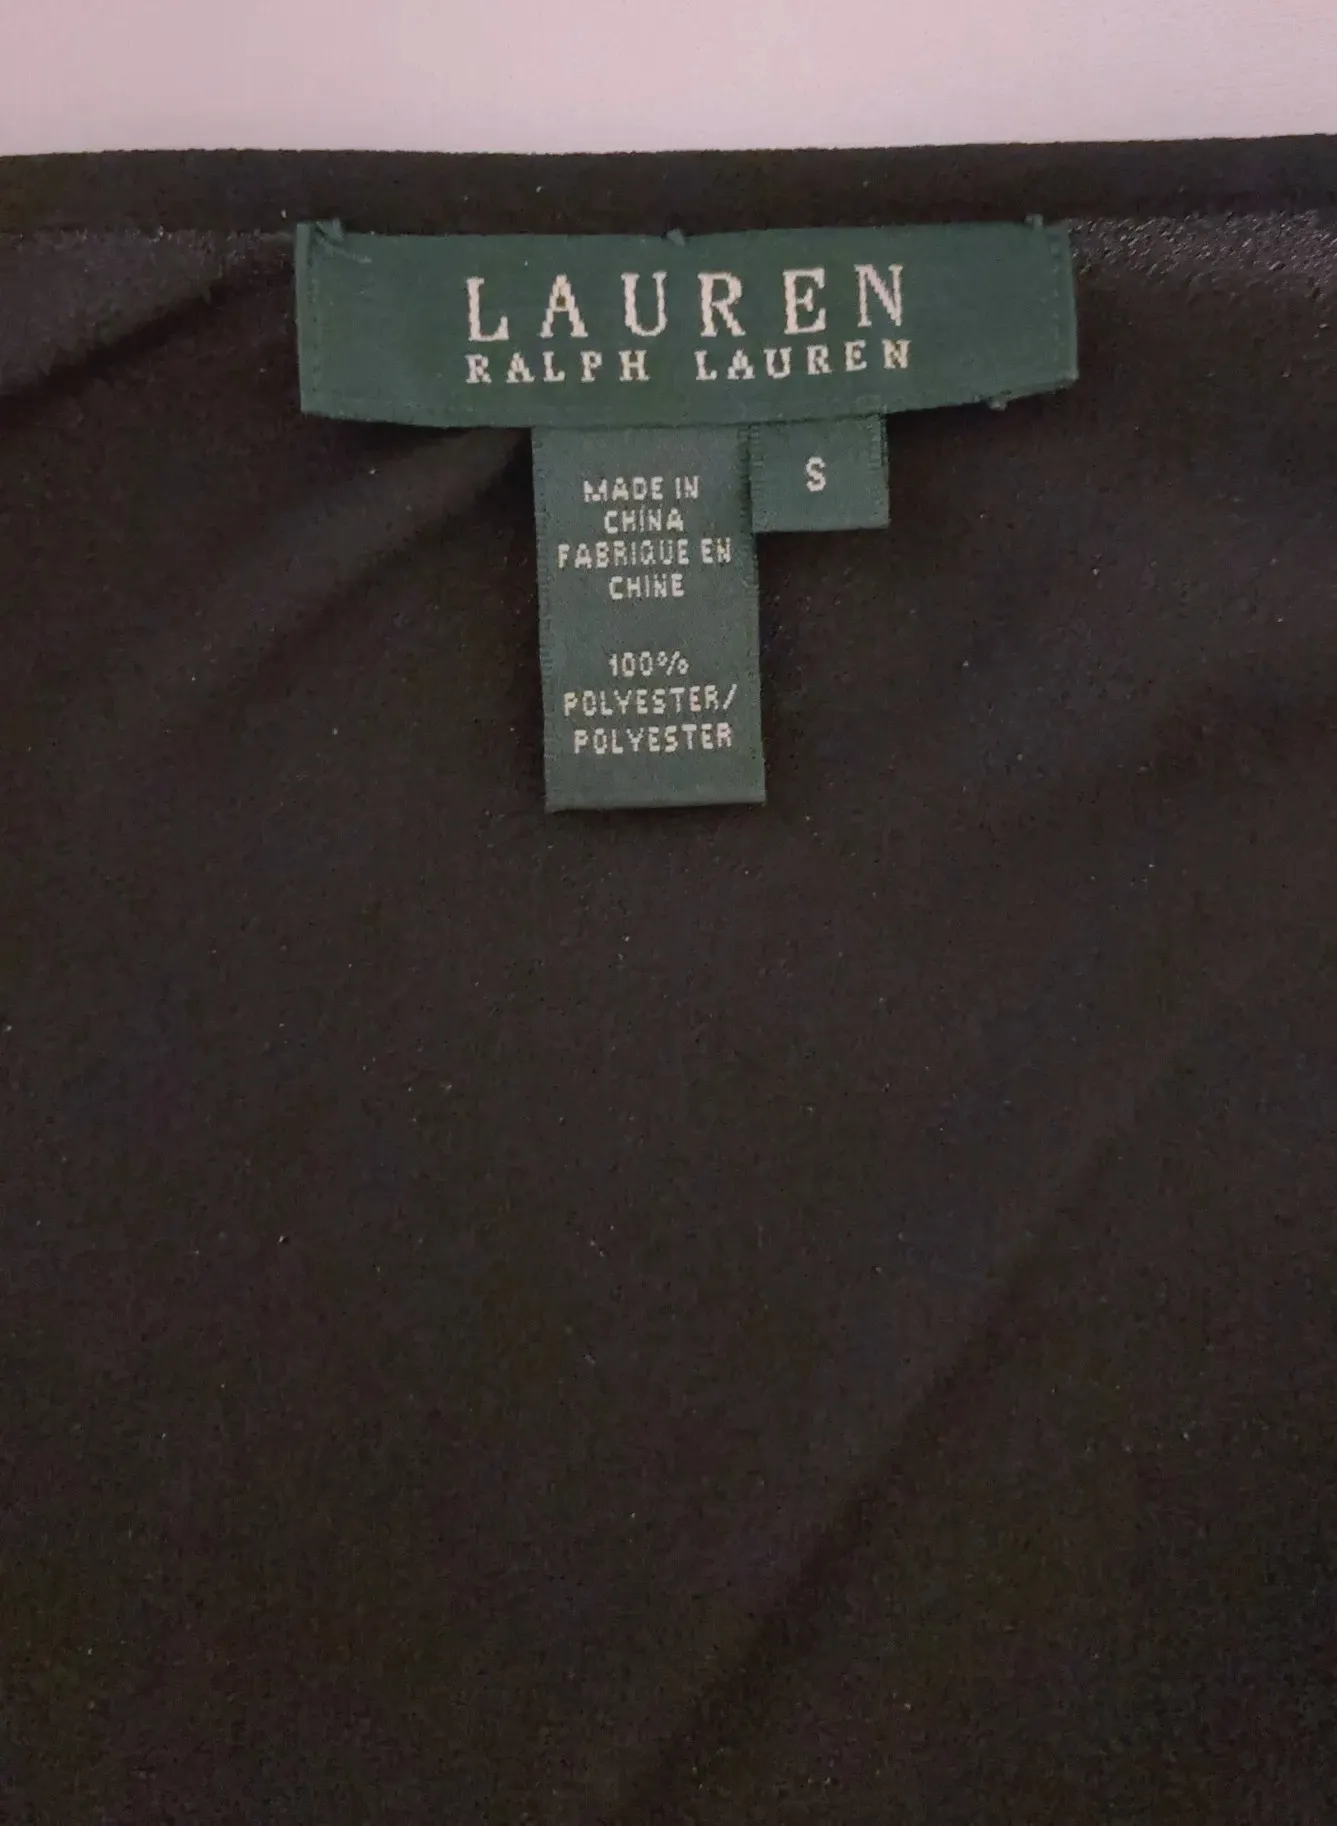 LAUREN
RALPH LAUREN
S
MADE IN
CHINA
FABRIQUE EN
CHINE
100%
POLYESTER/
POLYESTER